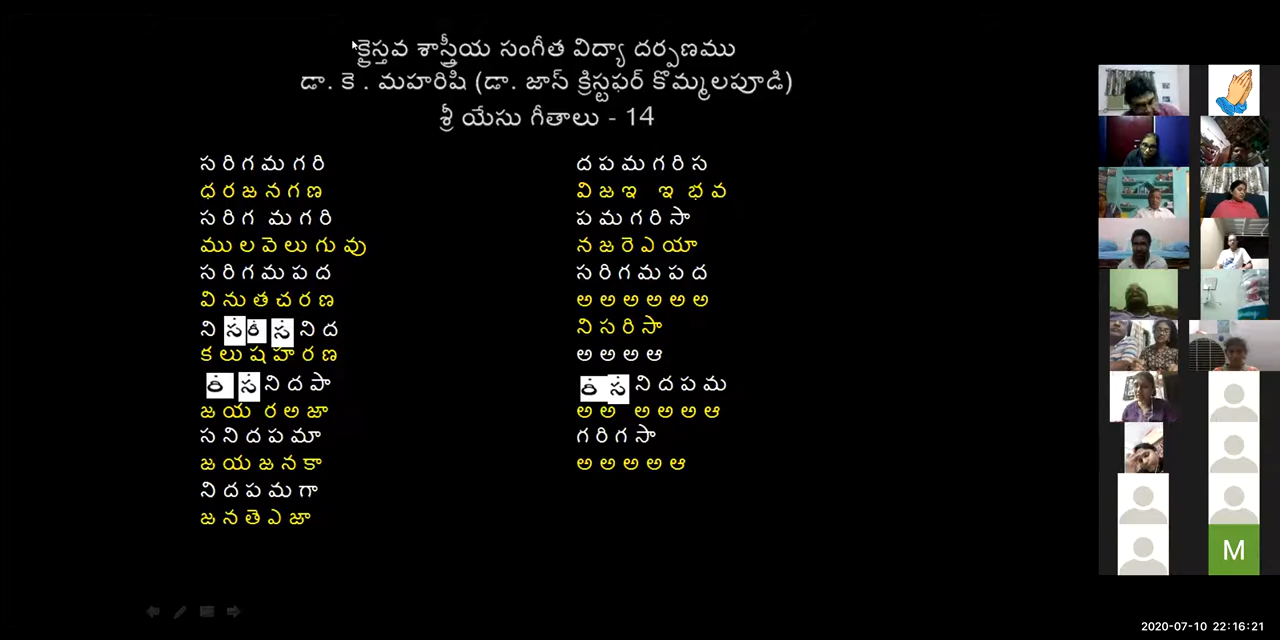 క్రైస్తవ శాస్త్రీయ సంగీత విద్యా దర్పణము
డా. కె . మహరిషి (డా. జాస్ క్రిస్టఫర్ కొమ్మలపూడి)
శ్రీ యేసు గీతాలు - 14
స రి గ మ గ రి
ధ ర జ న గ ణ
స రి గ మ గ రి
ము ల వె లు గు వు
స రి గ మ ప ద
వి ను త చ ర ణ
ని స రి స ని ద
క లు ష హ ర ణ
రి స ని ద పా
జ య ర అ జా
స ని ద ప మా
జ య జ న కా
ని ద ప మ గా
జ న తె ఎ జా
ద ప మ గ రి స
వి జ ఇ ఇ భ వ
ప మ గ రి సా
న జ రె ఎ యా
స రి గ మ ప ద
అ అ అ అ అ అ
ని స రి సా
అ అ అ ఆ
రి స ని ద ప మ
అ అ అ అ అ ఆ
గ రి గ సా
అ అ అ అ ఆ
M
2020-07-10 22:16:21